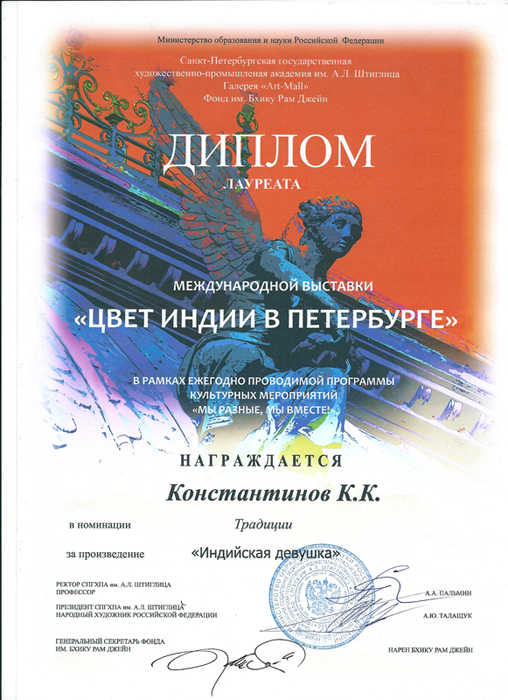 Министерство образования и науки Российской Федерации
Санкт-Петербургская государственная
художественно-промышленая академия им. А.Л. Штиглица
Галерея «Art-Mall»
Фонд им. Бхику Рам Джейн
ДИПЛОМ
ЛАУРЕАТА
МЕЖДУНАРОДНОЙ ВЫСТАВКИ
«ЦВЕТ ИНДИИ В ПЕТЕРБУРГЕ»
В РАМКАХ ЕЖЕГОДНО ПРОВОДИМОЙ ПРОГРАММЫ
КУЛЬТУРНЫХ МЕРОПРИЯТИЙ
«МЫ РАЗНЫЕ, МЫ ВМЕСТЕ!»
НАГРАЖДАЕТСЯ
Константинов К.К.
в номинации Традиции
за произведение «Индийская девушка»
РЕКТОР СПГХПА им. А.Л. ШТИГЛИЦА
ПРОФЕССОР
А.А. ПАЛЬМИН
ПРЕЗИДЕНТ СПГХПА им. А.Л. ШТИГЛИЦА
НАРОДНЫЙ ХУДОЖНИК РОССИЙСКОЙ ФЕДЕРАЦИИ
А.Ю. ТАЛАЩУК
ГЕНЕРАЛЬНЫЙ СЕКРЕТАРЬ ФОНДА
ИМ. БХИКУ РАМ ДЖЕЙН
НАРЕН БХИКУ РАМ ДЖЕЙН